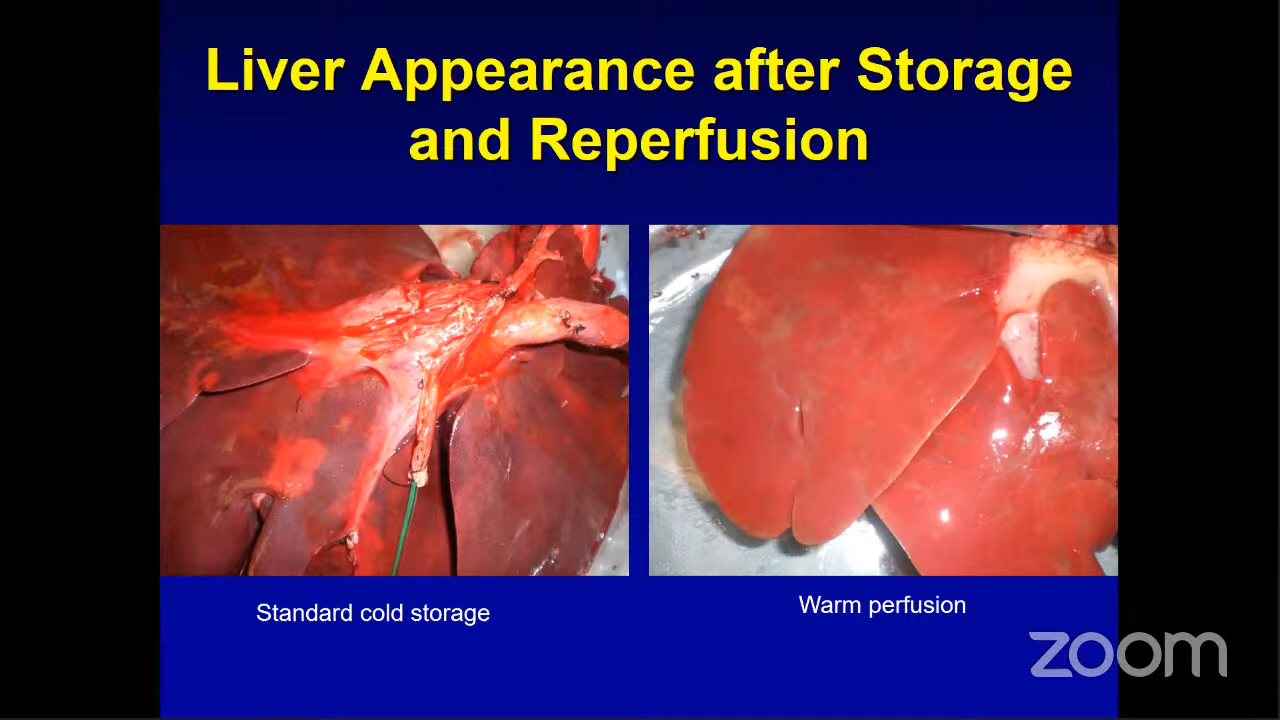 Liver Appearance after Storage
and Reperfusion
Standard cold storage
Warm perfusion
zoom